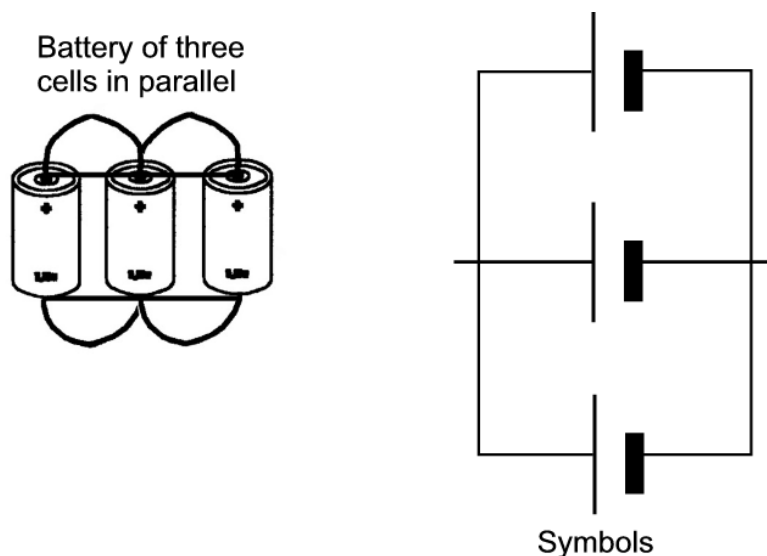 Battery of three
cells in parallel
+ + +
Symbols